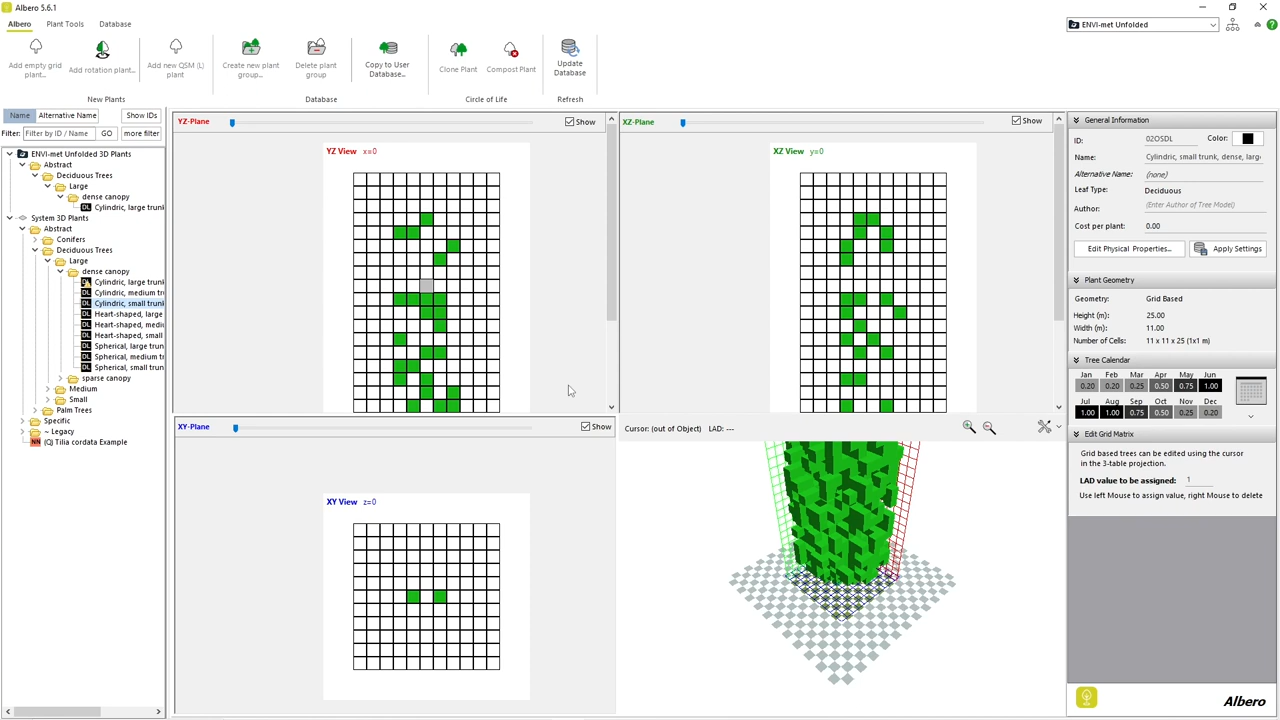 Albero 5.6.1
Albero Plant Tools Database
ENVI-met Unfolded
Add empty grid plant...
Add rotation plant...
Add new QSM (L) plant
Create new plant group...
Delete plant group
Copy to User Database...
Clone Plant
Compost Plant
Update Database
New Plants Database Circle of Life Refresh
Name Alternative Name Show IDs
Filter: Filter by ID / Name GO more filter
ENVI-met Unfolded 3D Plants
Abstract
Deciduous Trees
Large
dense canopy
DL Cylindric, large trunk
System 3D Plants
Abstract
Conifers
Deciduous Trees
Large
dense canopy
Cylindric, large trunk
DL Cylindric, medium tr
DL Cylindric, small trunk
DL Heart-shaped, large
DL Heart-shaped, medi
DL Heart-shaped, small
DL Spherical, large trun
DL Spherical, medium tr
DL Spherical, small trun
sparse canopy
Medium
Small
Palm Trees
Specific
~ Legacy
NN (Q) Tilia cordata Example
YZ-Plane Show
YZ View x=0
XZ-Plane Show
XZ View y=0
XY-Plane Show
XY View z=0
Cursor: (out of Object) LAD: ---
General Information
ID: 02OSDL Color:
Name: Cylindric, small trunk, dense, larg
Alternative Name: (none)
Leaf Type: Deciduous
Author: (Enter Author of Tree Model)
Cost per plant: 0.00
Edit Physical Properties... Apply Settings
Plant Geometry
Geometry: Grid Based
Height (m): 25.00
Width (m): 11.00
Number of Cells: 11 x 11 x 25 (1x1 m)
Tree Calendar
Jan Feb Mar Apr May Jun
0.20 0.20 0.25 0.50 0.75 1.00
Jul Aug Sep Oct Nov Dec
1.00 1.00 0.75 0.50 0.25 0.20
Edit Grid Matrix
Grid based trees can be edited using the cursor
in the 3-table projection.
LAD value to be assigned: 1
Use left Mouse to assign value, right Mouse to delete
Albero